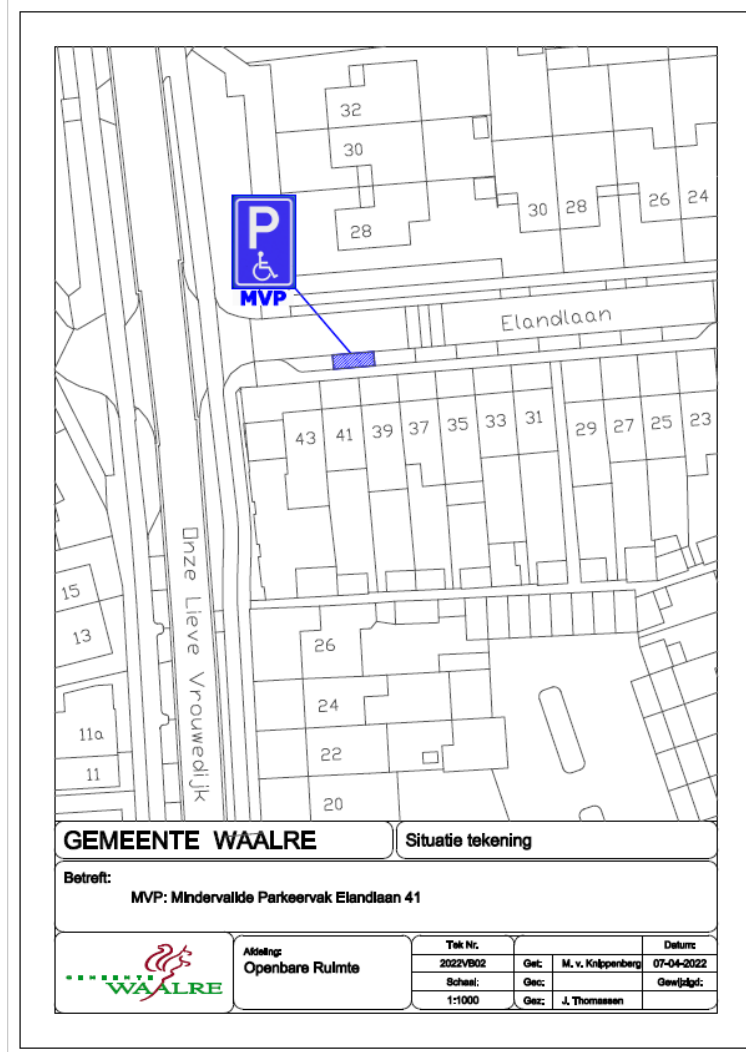 32
30
28
30 28 26 24
P
MVP
Elandlaan
43 41 39 37 35 33 31 29 27 25 23
Onze Lieve Vrouwedijk
15
13
11a
11
26
24
22
20
GEMEENTE WAALRE
Situatie tekening
Betreft:
MVP: Mindervalide Parkeervak Elandlaan 41
GEMEENTE
WAALRE
Afdeling:
Openbare Ruimte
Tek Nr. Datum:
2022VB02 Get: M. v. Knippenberg 07-04-2022
Schaal: Gec: Gewijzigd:
1:1000 Gez: J. Thomassen